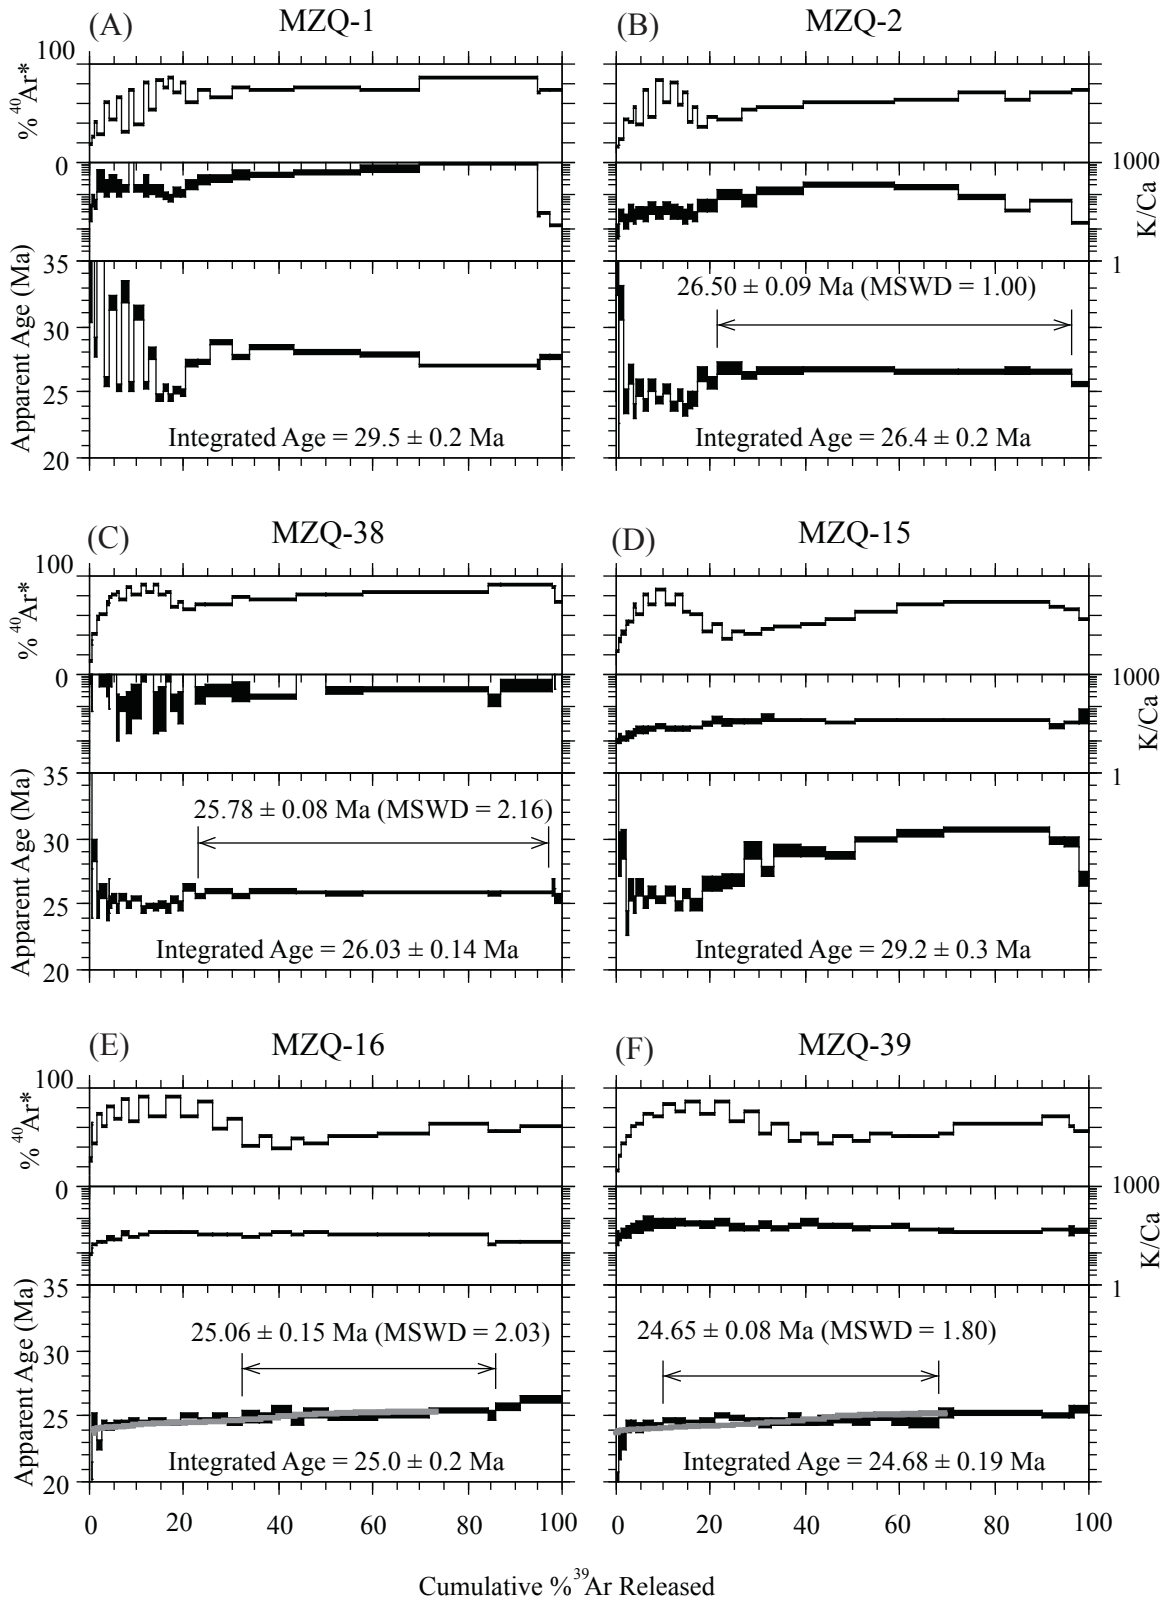 (A) MZQ-1
(B) MZQ-2
100
% ⁴⁰Ar*
0
1000
K/Ca
1
35
30
25
20
Apparent Age (Ma)
Integrated Age = 29.5 ± 0.2 Ma
26.50 ± 0.09 Ma (MSWD = 1.00)
Integrated Age = 26.4 ± 0.2 Ma
(C) MZQ-38
(D) MZQ-15
100
% ⁴⁰Ar*
0
1000
K/Ca
1
35
30
25
20
Apparent Age (Ma)
25.78 ± 0.08 Ma (MSWD = 2.16)
Integrated Age = 26.03 ± 0.14 Ma
Integrated Age = 29.2 ± 0.3 Ma
(E) MZQ-16
(F) MZQ-39
100
% ⁴⁰Ar*
0
1000
K/Ca
1
35
30
25
20
Apparent Age (Ma)
25.06 ± 0.15 Ma (MSWD = 2.03)
Integrated Age = 25.0 ± 0.2 Ma
24.65 ± 0.08 Ma (MSWD = 1.80)
Integrated Age = 24.68 ± 0.19 Ma
0 20 40 60 80 100
0 20 40 60 80 100
Cumulative %³⁹Ar Released